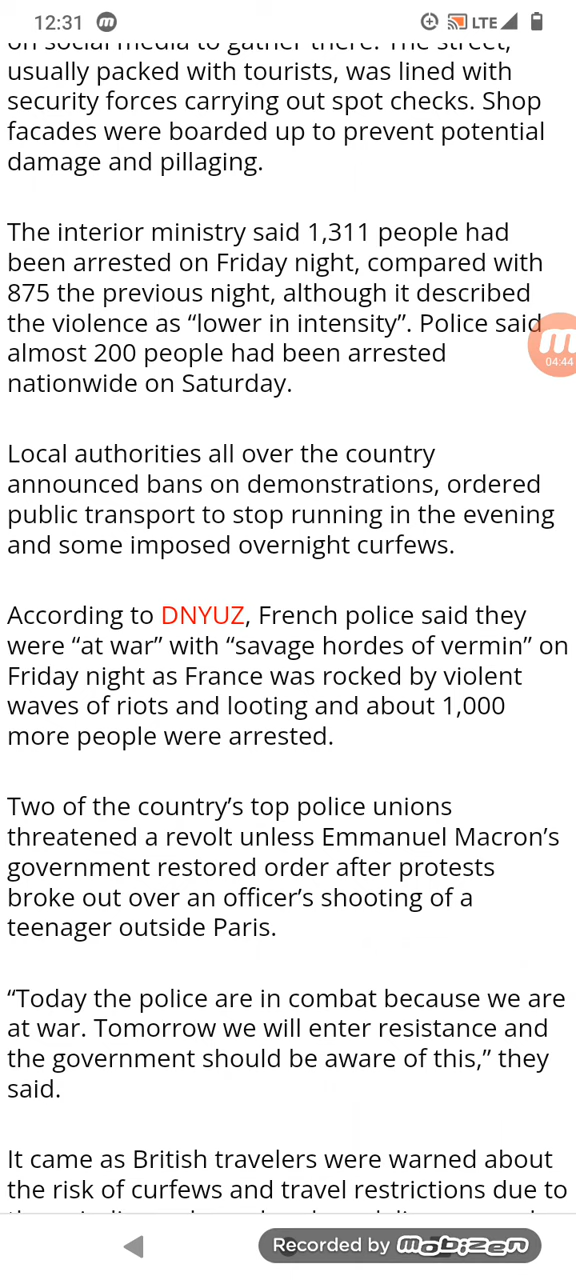 12:31 m LTE
on social media to gather there. The street,
usually packed with tourists, was lined with
security forces carrying out spot checks. Shop
facades were boarded up to prevent potential
damage and pillaging.
The interior ministry said 1,311 people had
been arrested on Friday night, compared with
875 the previous night, although it described
the violence as “lower in intensity”. Police said
almost 200 people had been arrested
nationwide on Saturday.
m
04:44
Local authorities all over the country
announced bans on demonstrations, ordered
public transport to stop running in the evening
and some imposed overnight curfews.
According to DNYUZ, French police said they
were “at war” with “savage hordes of vermin” on
Friday night as France was rocked by violent
waves of riots and looting and about 1,000
more people were arrested.
Two of the country’s top police unions
threatened a revolt unless Emmanuel Macron’s
government restored order after protests
broke out over an officer’s shooting of a
teenager outside Paris.
“Today the police are in combat because we are
at war. Tomorrow we will enter resistance and
the government should be aware of this,” they
said.
It came as British travelers were warned about
the risk of curfews and travel restrictions due to
Recorded by mobizen